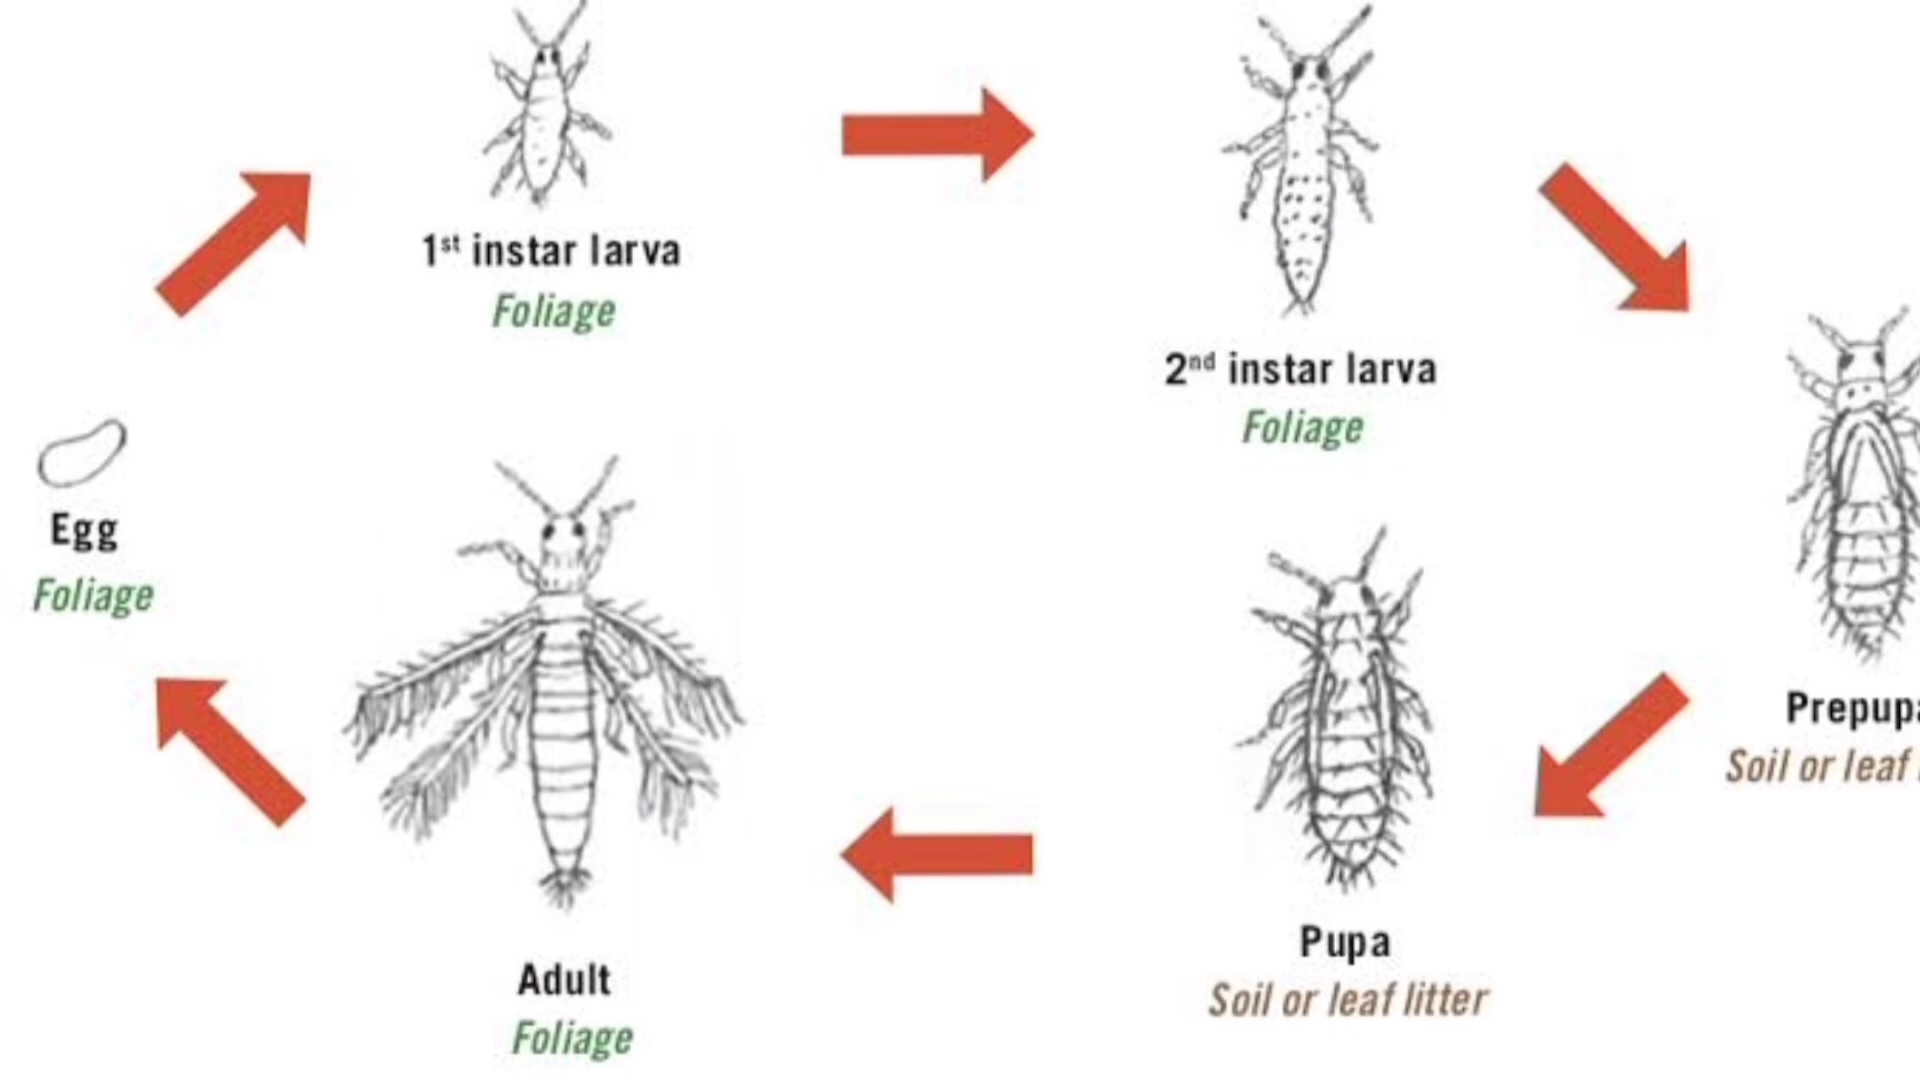 1st instar larva
Foliage
2nd instar larva
Foliage
Egg
Foliage
Prepupa
Soil or leaf
Pupa
Soil or leaf litter
Adult
Foliage